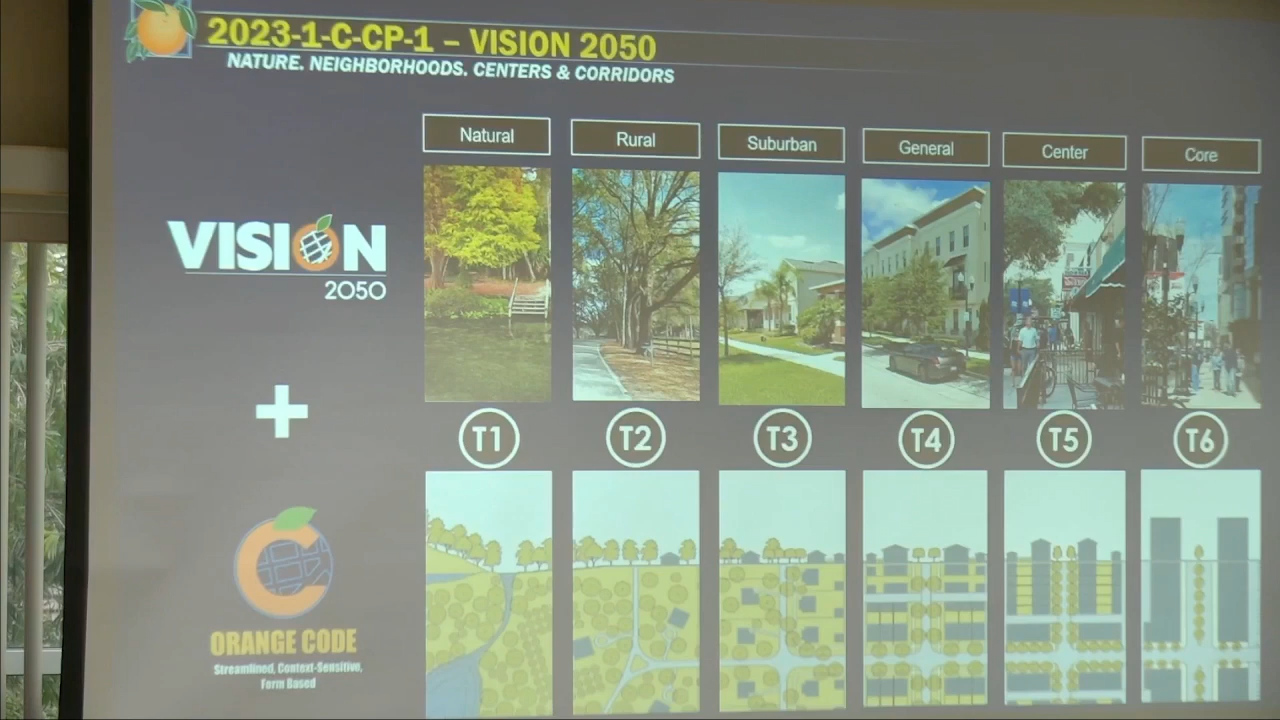 2023-1-C-CP-1 – VISION 2050
NATURE. NEIGHBORHOODS. CENTERS & CORRIDORS
Natural
Rural
Suburban
General
Center
Core
VISION
2050
T1
T2
T3
T4
T5
T6
ORANGE CODE
Streamlined, Context-Sensitive,
Form Based